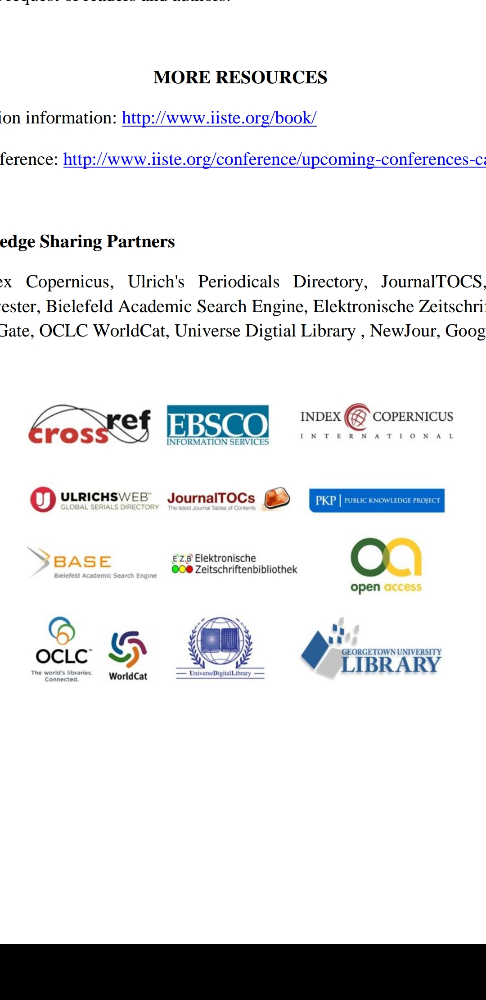 request of readers and authors.
MORE RESOURCES
ion information: http://www.iiste.org/book/
ference: http://www.iiste.org/conference/upcoming-conferences-ca
edge Sharing Partners
ex Copernicus, Ulrich's Periodicals Directory, JournalTOCS,
vester, Bielefeld Academic Search Engine, Elektronische Zeitschrif
Gate, OCLC WorldCat, Universe Digtial Library , NewJour, Goog
crossref
EBSCO
INFORMATION SERVICES
INDEX COPERNICUS
INTERNATIONAL
ULRICHSWEB™
GLOBAL SERIALS DIRECTORY
JournalTOCs
The latest Journal Tables of Contents
PKP | PUBLIC KNOWLEDGE PROJECT
BASE
Bielefeld Academic Search Engine
EZB Elektronische
Zeitschriftenbibliothek
oa
open access
OCLC™
The world's libraries.
Connected.
WorldCat
UniverseDigitalLibrary
GEORGETOWN UNIVERSITY
LIBRARY